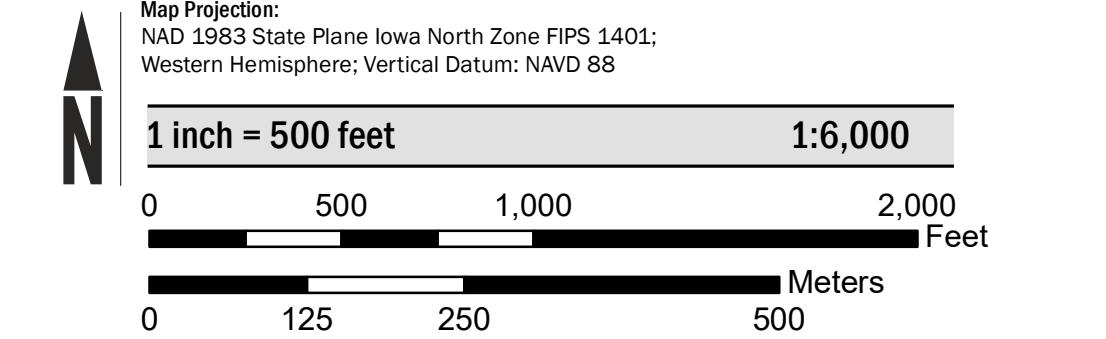 Map Projection:
NAD 1983 State Plane Iowa North Zone FIPS 1401;
Western Hemisphere; Vertical Datum: NAVD 88
N
1 inch = 500 feet 1:6,000
0 500 1,000 2,000
Feet
Meters
0 125 250 500